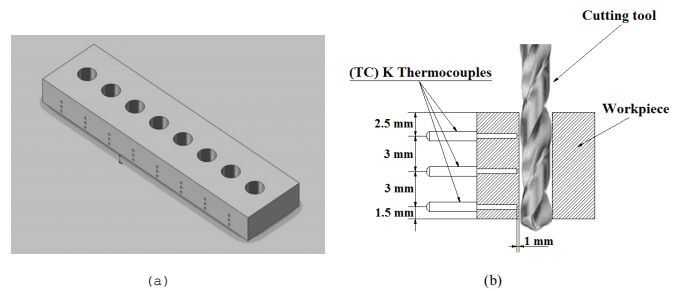 Cutting tool
(TC) K Thermocouples
Workpiece
2.5 mm
3 mm
3 mm
1.5 mm
1 mm
(a)
(b)